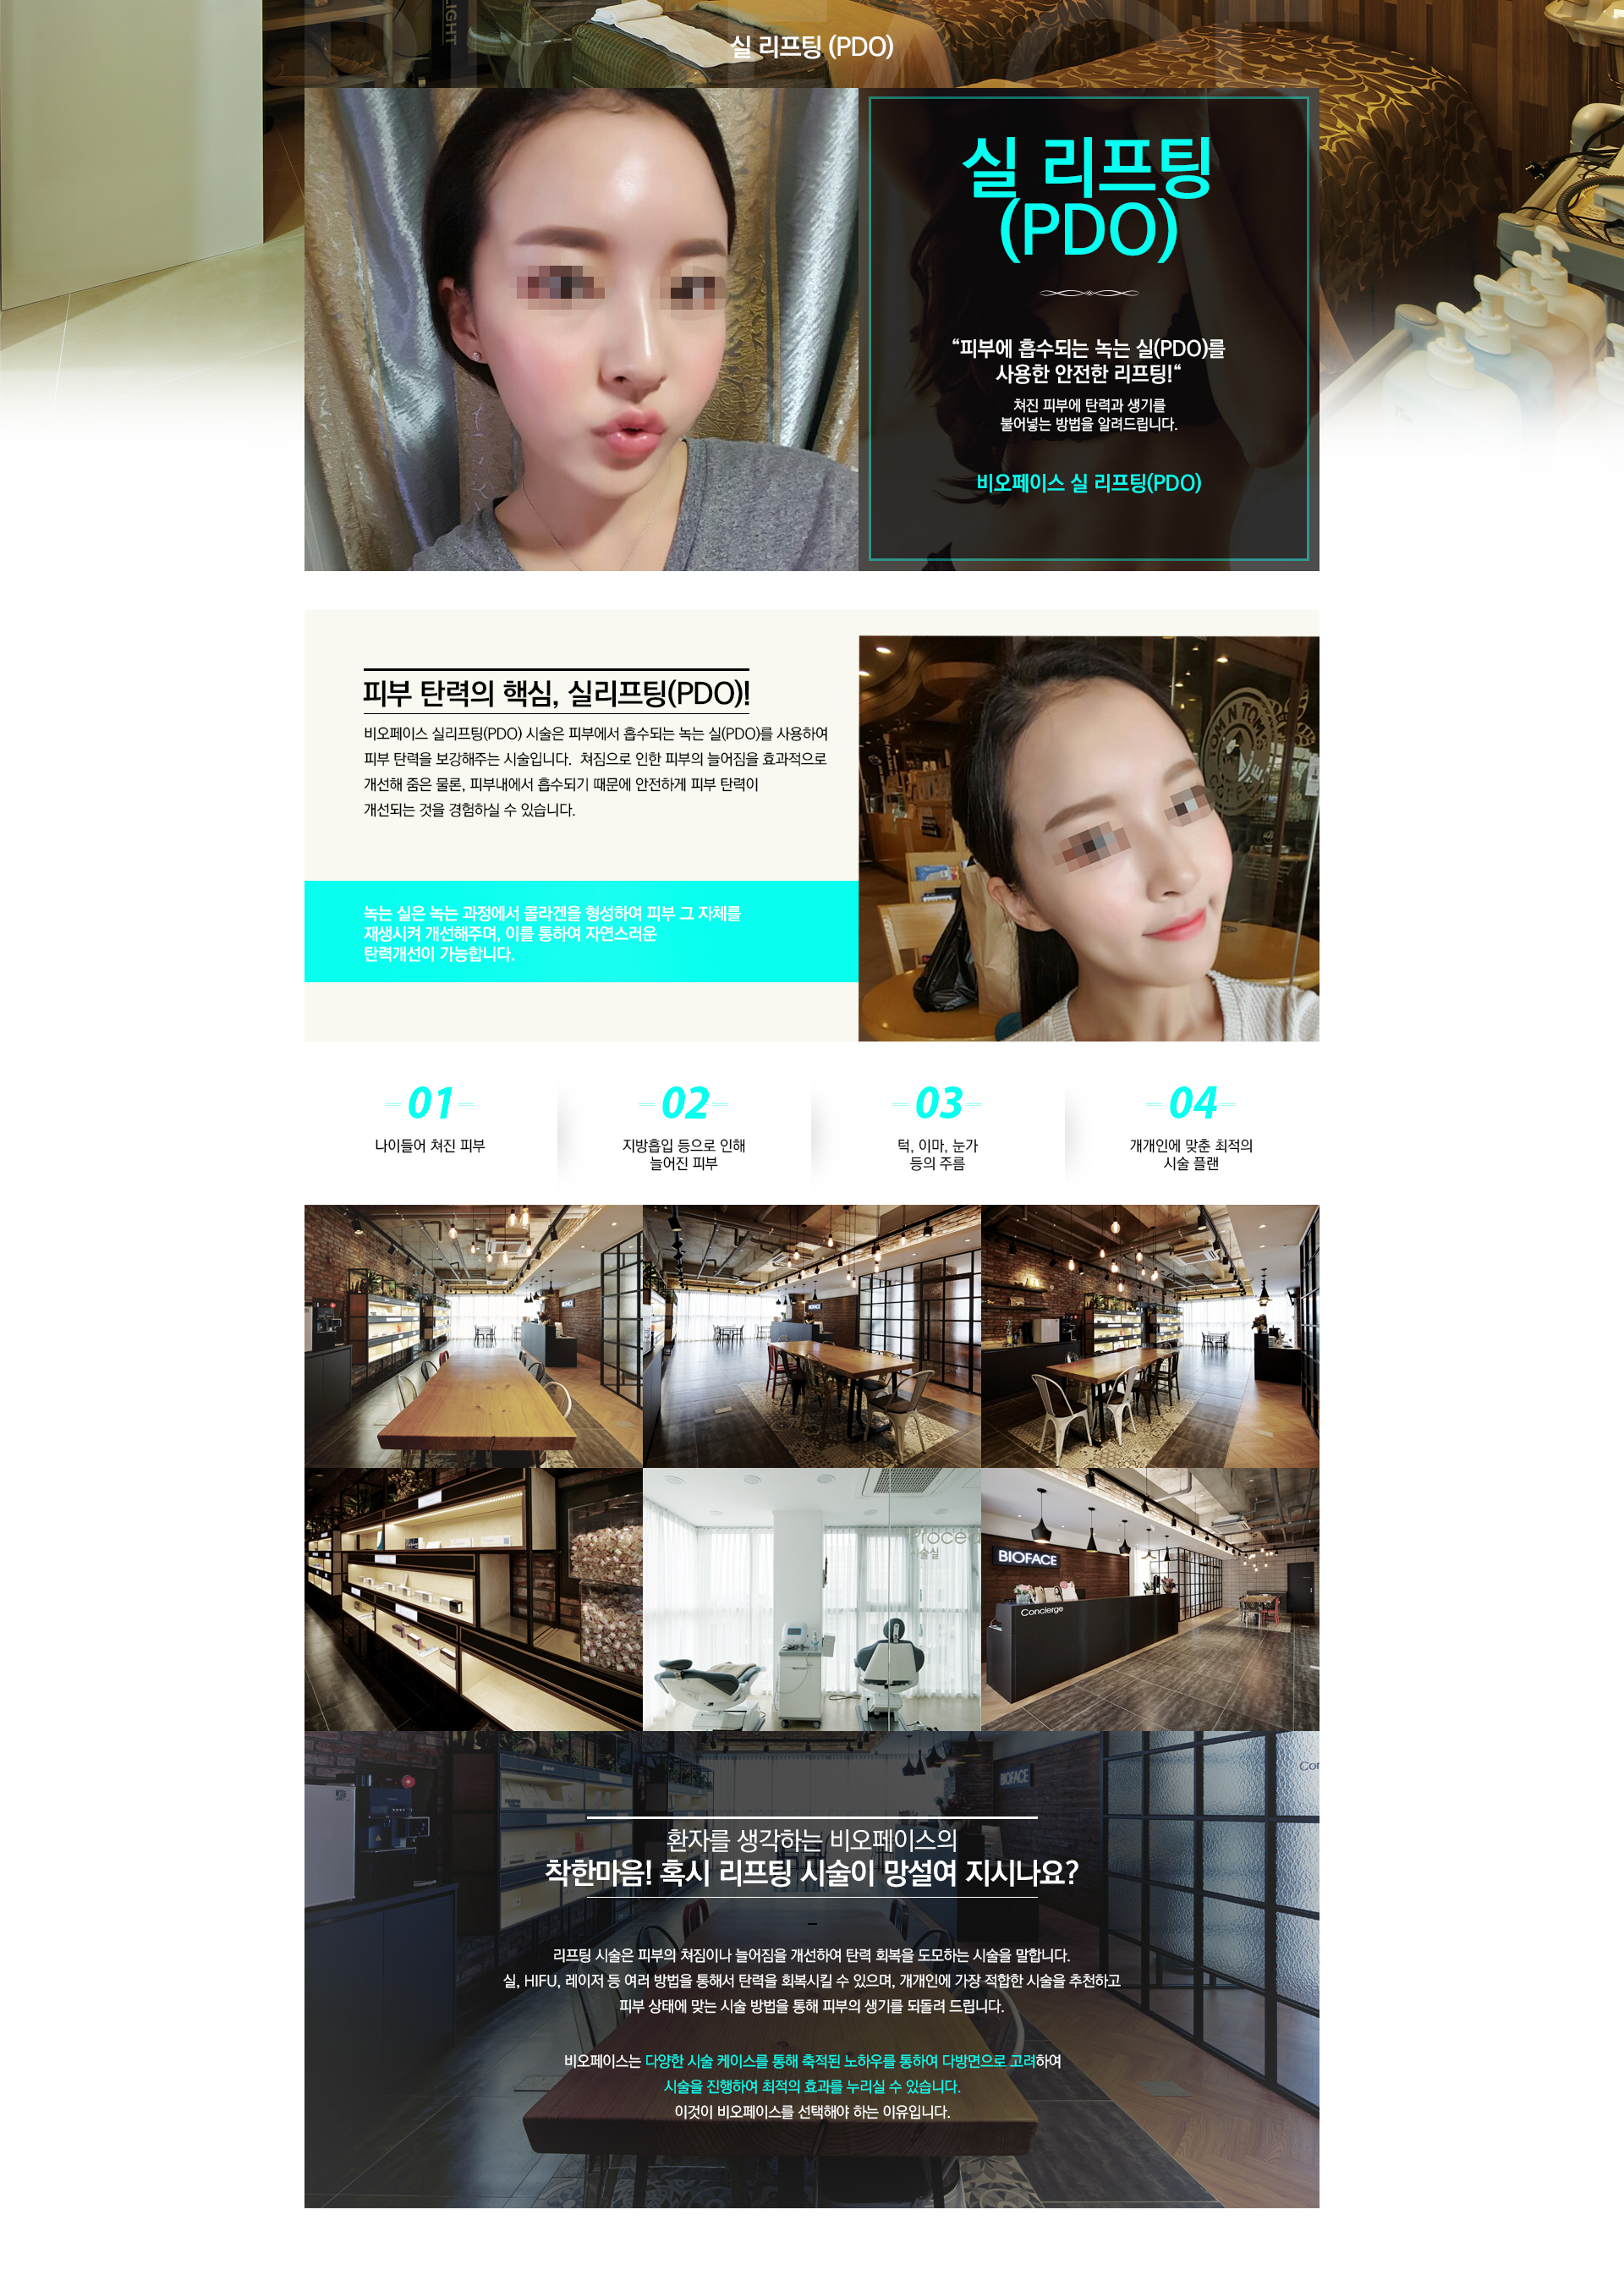 실 리프팅 (PDO)
실 리프팅
(PDO)
“피부에 흡수되는 녹는 실(PDO)를
사용한 안전한 리프팅!“
쳐진 피부에 탄력과 생기를
불어넣는 방법을 알려드립니다.
비오페이스 실 리프팅(PDO)
피부 탄력의 핵심, 실리프팅(PDO)!
비오페이스 실리프팅(PDO) 시술은 피부에서 흡수되는 녹는 실(PDO)를 사용하여
피부 탄력을 보강해주는 시술입니다. 쳐짐으로 인한 피부의 늘어짐을 효과적으로
개선해 줌은 물론, 피부내에서 흡수되기 때문에 안전하게 피부 탄력이
개선되는 것을 경험하실 수 있습니다.
녹는 실은 녹는 과정에서 콜라겐을 형성하여 피부 그 자체를
재생시켜 개선해주며, 이를 통하여 자연스러운
탄력개선이 가능합니다.
01
나이들어 쳐진 피부
02
지방흡입 등으로 인해
늘어진 피부
03
턱, 이마, 눈가
등의 주름
04
개개인에 맞춘 최적의
시술 플랜
BIOFACE
BIOFACE
시술실
BIOFACE
Concierge
BIOFACE
환자를 생각하는 비오페이스의
착한마음! 혹시 리프팅 시술이 망설여 지시나요?
리프팅 시술은 피부의 쳐짐이나 늘어짐을 개선하여 탄력 회복을 도모하는 시술을 말합니다.
실, HIFU, 레이저 등 여러 방법을 통해서 탄력을 회복시킬 수 있으며, 개개인에 가장 적합한 시술을 추천하고
피부 상태에 맞는 시술 방법을 통해 피부의 생기를 되돌려 드립니다.
비오페이스는 다양한 시술 케이스를 통해 축적된 노하우를 통하여 다방면으로 고려하여
시술을 진행하여 최적의 효과를 누리실 수 있습니다.
이것이 비오페이스를 선택해야 하는 이유입니다.